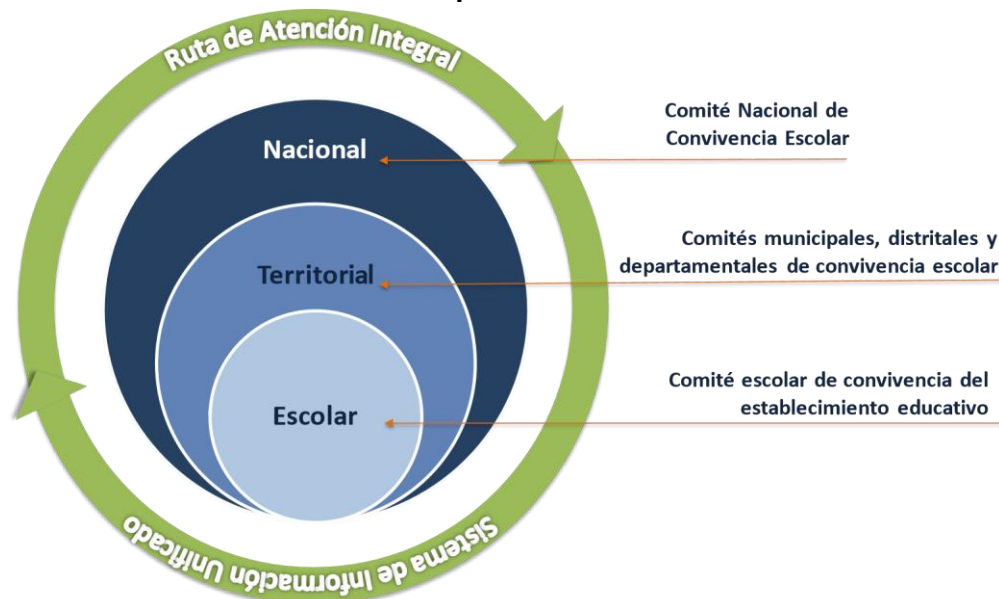 Ruta de Atención Integral
Nacional
Comité Nacional de
Convivencia Escolar
Territorial
Comités municipales, distritales y
departamentales de convivencia escolar
Escolar
Comité escolar de convivencia del
establecimiento educativo
Sistema de Información Unificado